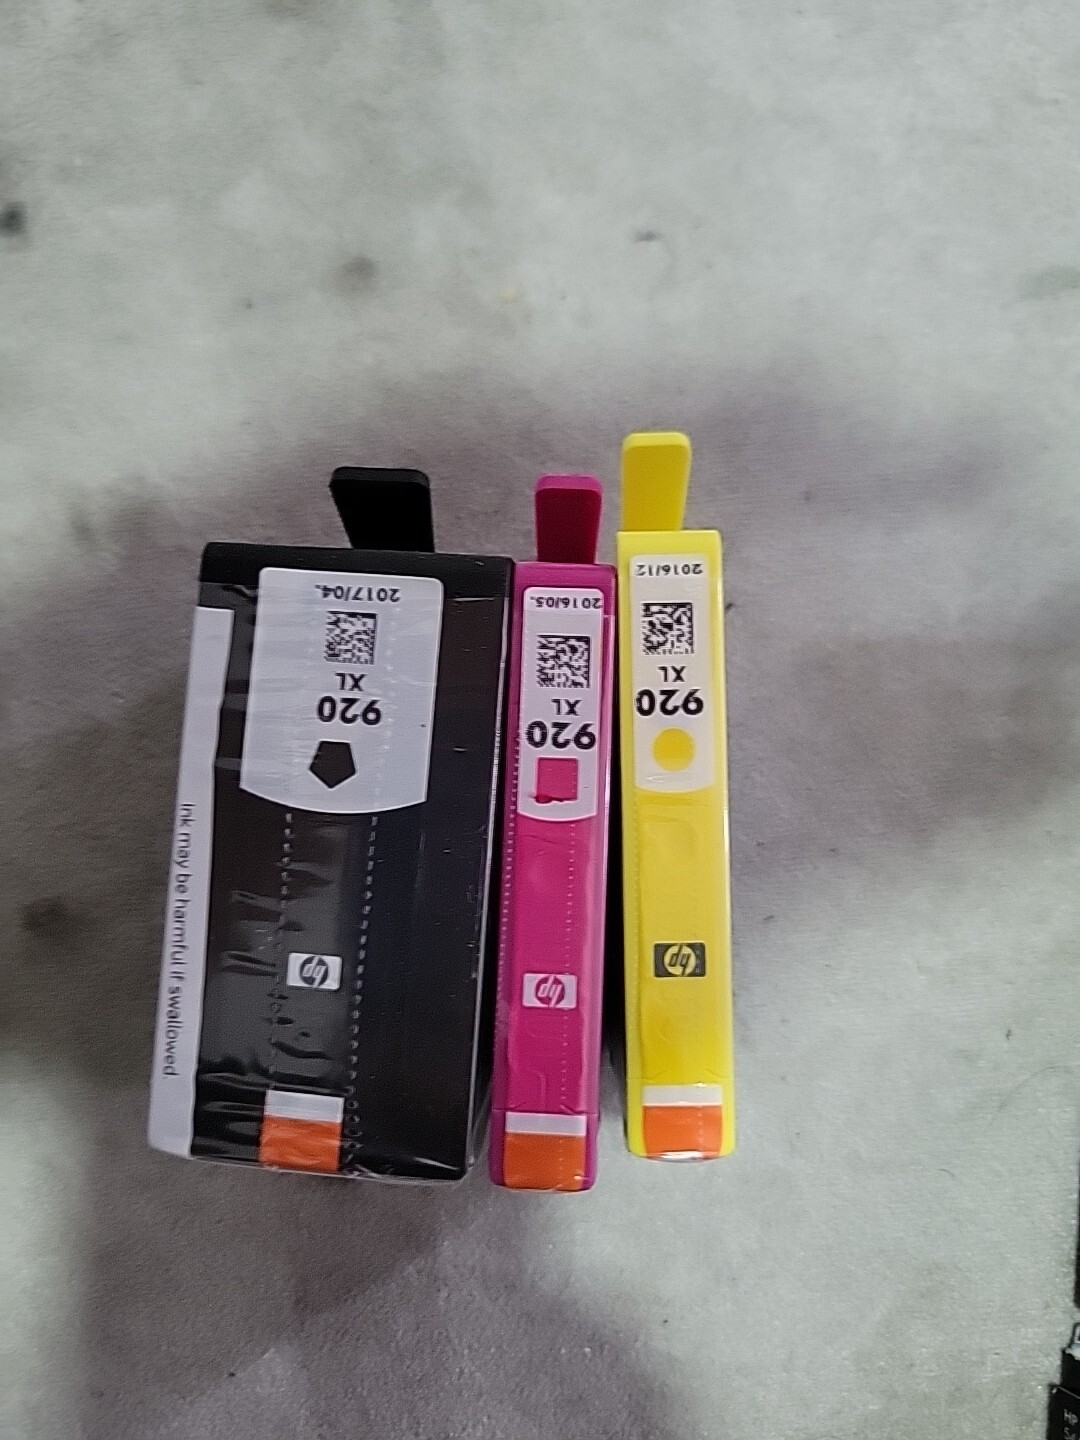 2017/04.
XL
920
hp
Ink may be harmful if swallowed.
2016/05.
XL
920
hp
2016/12
XL
920
hp
HP